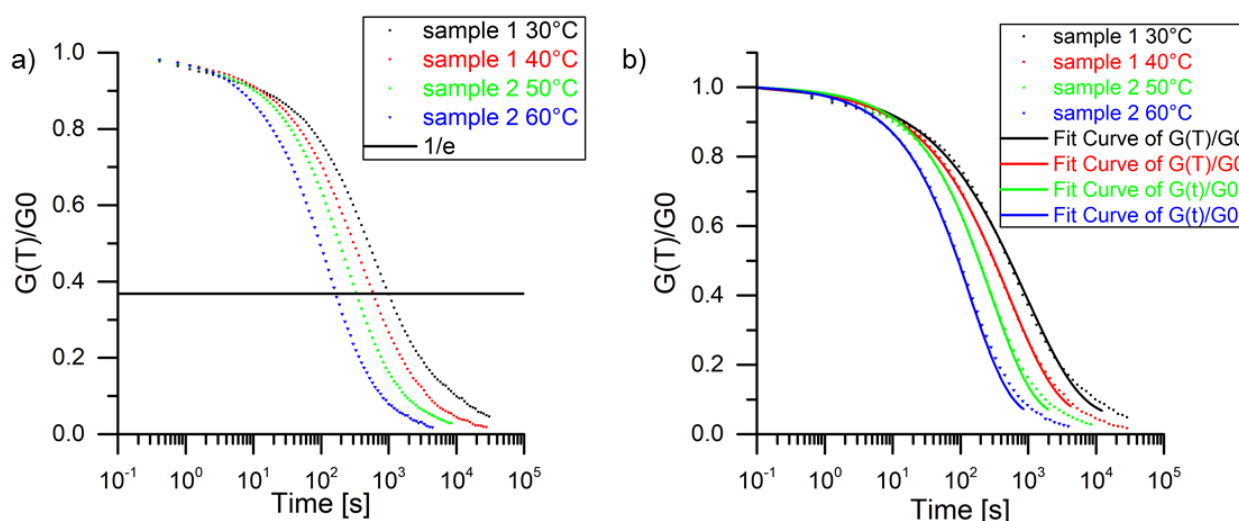 a)
sample 1 30°C
sample 1 40°C
sample 2 50°C
sample 2 60°C
1/e
G(T)/G0
1.0
0.8
0.6
0.4
0.2
0.0
10⁻¹ 10⁰ 10¹ 10² 10³ 10⁴ 10⁵
Time [s]
b)
sample 1 30°C
sample 1 40°C
sample 2 50°C
sample 2 60°C
Fit Curve of G(T)/G0
Fit Curve of G(T)/G0
Fit Curve of G(t)/G0
Fit Curve of G(t)/G0
G(T)/G0
1.0
0.8
0.6
0.4
0.2
0.0
10⁻¹ 10⁰ 10¹ 10² 10³ 10⁴ 10⁵
Time [s]